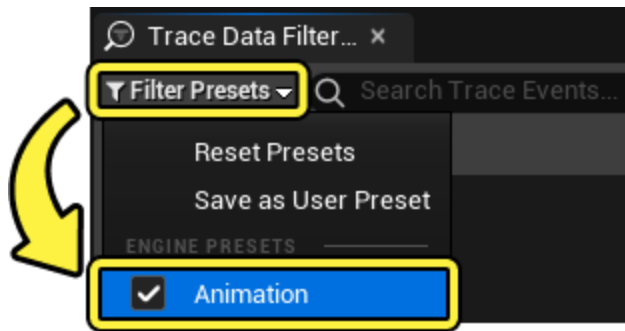 Trace Data Filter...
Filter Presets
Search Trace Events...
Reset Presets
Save as User Preset
ENGINE PRESETS
Animation